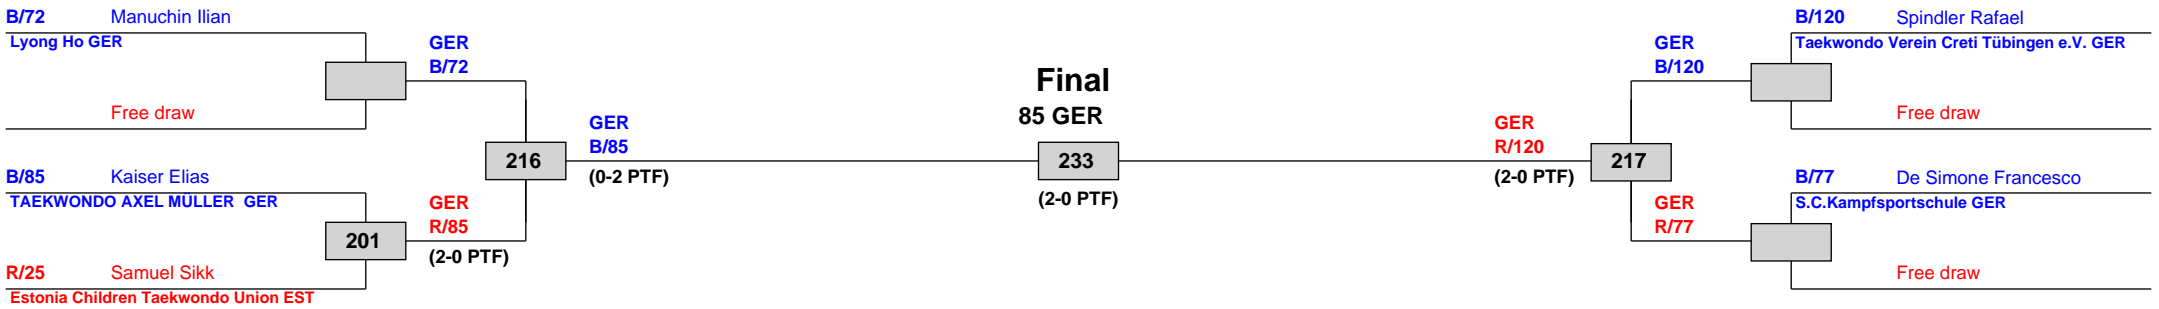 B/72 Manuchin Ilian
Lyong Ho GER
Free draw
GER
B/72
B/85 Kaiser Elias
TAEKWONDO AXEL MÜLLER  GER
201
R/25 Samuel Sikk
Estonia Children Taekwondo Union EST
GER
R/85
(2-0 PTF)
216
GER
B/85
(0-2 PTF)
Final
85 GER
233
(2-0 PTF)
GER
R/120
(2-0 PTF)
217
GER
B/120
GER
R/77
B/120 Spindler Rafael
Taekwondo Verein Creti Tübingen e.V. GER
Free draw
B/77 De Simone Francesco
S.C.Kampfsportschule GER
Free draw